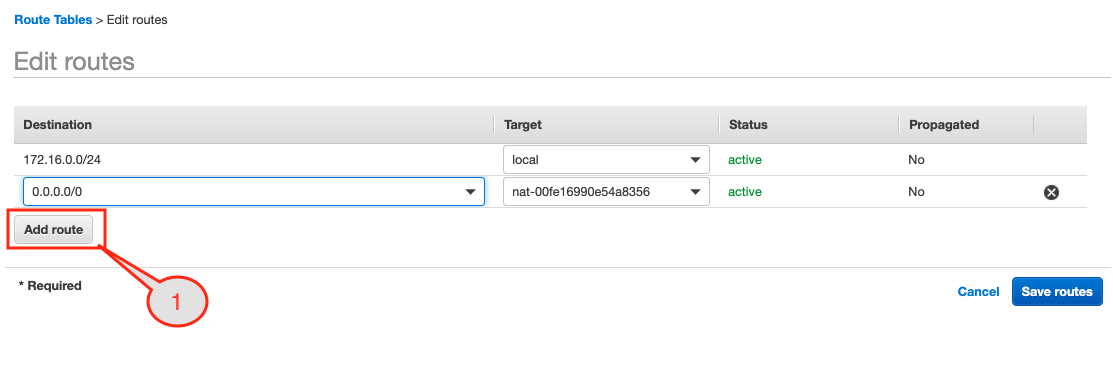 Route Tables > Edit routes
Edit routes
Destination Target Status Propagated
172.16.0.0/24 local active No
0.0.0.0/0 nat-00fe16990e54a8356 active No
Add route
* Required
1
Cancel Save routes